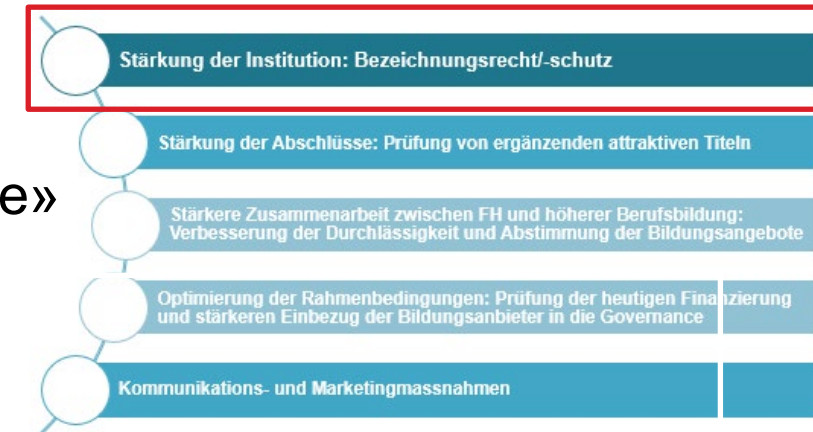 Stärkung der Institution: Bezeichnungsrecht/-schutz
Stärkung der Abschlüsse: Prüfung von ergänzenden attraktiven Titeln
e»
Stärkere Zusammenarbeit zwischen FH und höherer Berufsbildung:
Verbesserung der Durchlässigkeit und Abstimmung der Bildungsangebote
Optimierung der Rahmenbedingungen: Prüfung der heutigen Finanzierung
und stärkeren Einbezug der Bildungsanbieter in die Governance
Kommunikations- und Marketingmassnahmen